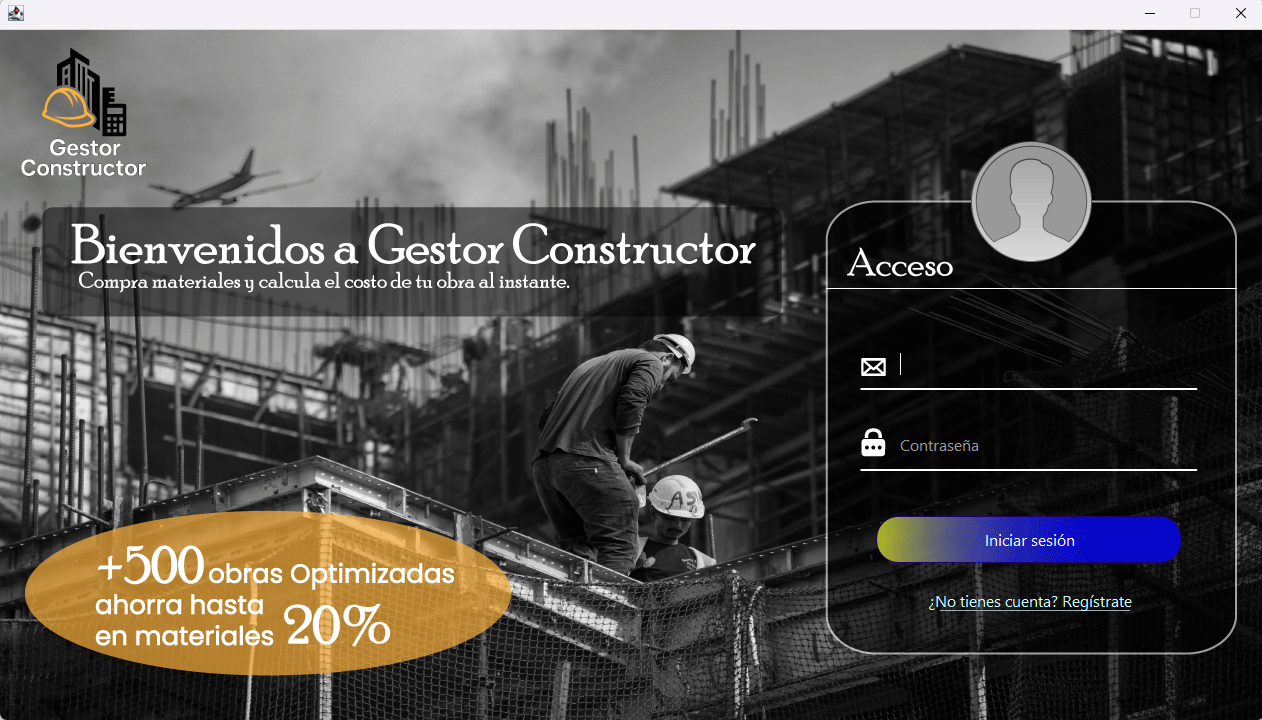 Gestor
Constructor
Bienvenidos a Gestor Constructor
Compra materiales y calcula el costo de tu obra al instante.
Acceso
Contraseña
Iniciar sesión
¿No tienes cuenta? Regístrate
+500 obras Optimizadas
ahorra hasta
en materiales 20%
AS